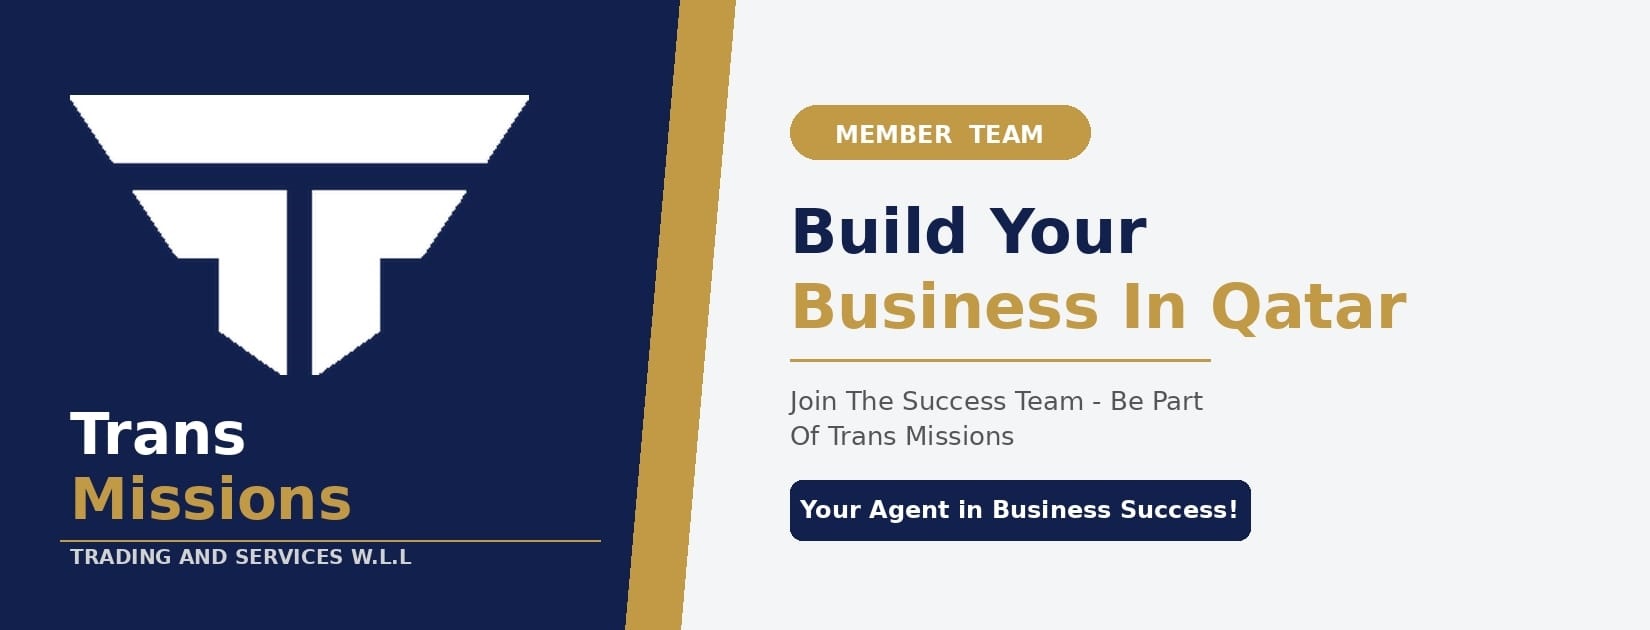 Trans
Missions
TRADING AND SERVICES W.L.L
MEMBER TEAM
Build Your
Business In Qatar
Join The Success Team - Be Part
Of Trans Missions
Your Agent in Business Success!